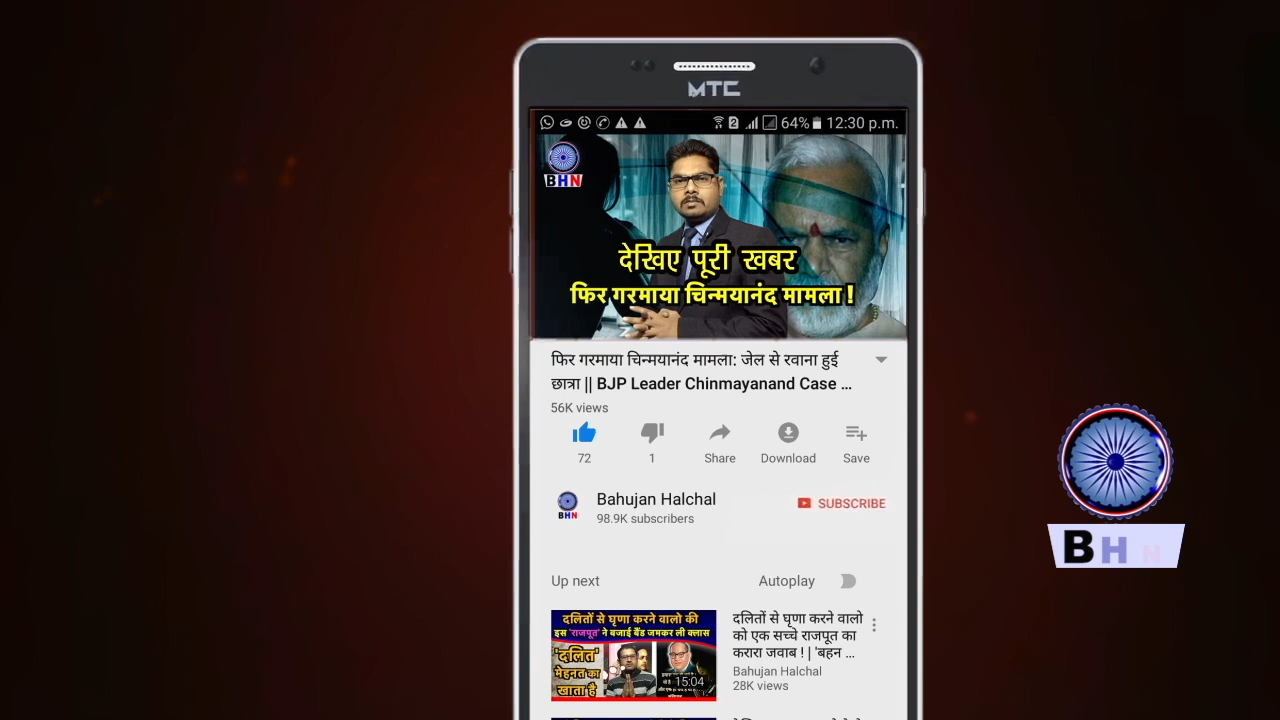 MTC
2 64% 12:30 p.m.
BHN
देखिए पूरी खबर
फिर गरमाया चिन्मयानंद मामला !
फिर गरमाया चिन्मयानंद मामला: जेल से रवाना हुई
छात्रा || BJP Leader Chinmayanand Case ...
56K views
72 1 Share Download Save
BHN
Bahujan Halchal
98.9K subscribers
SUBSCRIBE
BHN
Up next Autoplay
दलितों से घृणा करने वालो की
इस 'राजपूत' ने बजाई बैंड जमकर ली क्लास
'दलित'
मेहनत का
खाता है
15:04
दलितों से घृणा करने वालो
को एक सच्चे राजपूत का
करारा जवाब ! | 'बहन ...
Bahujan Halchal
28K views